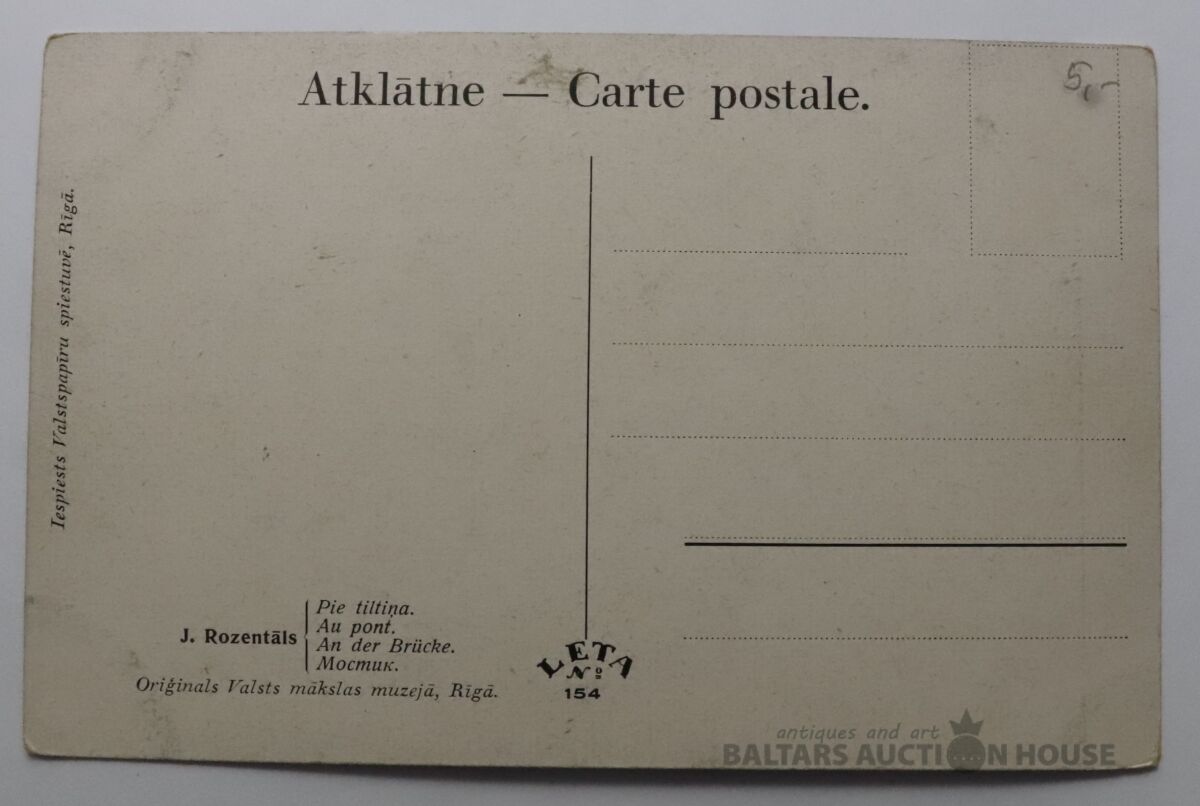 Atklātne — Carte postale.
5,-
Iespiests Valstspapīru spiestuvē, Rīgā.
J. Rozentāls
Pie tiltiņa.
Au pont.
An der Brücke.
Мостик.
Oriģinals Valsts mākslas muzejā, Rīgā.
LETA
№
154
antiques and art
BALTARS AUCTION HOUSE